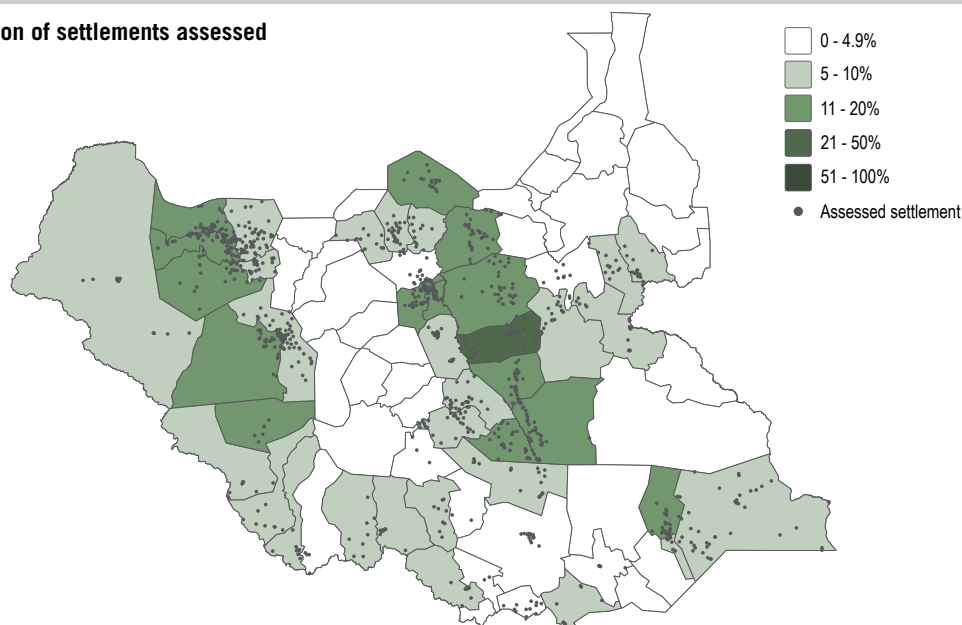 on of settlements assessed
0 - 4.9%
5 - 10%
11 - 20%
21 - 50%
51 - 100%
Assessed settlement